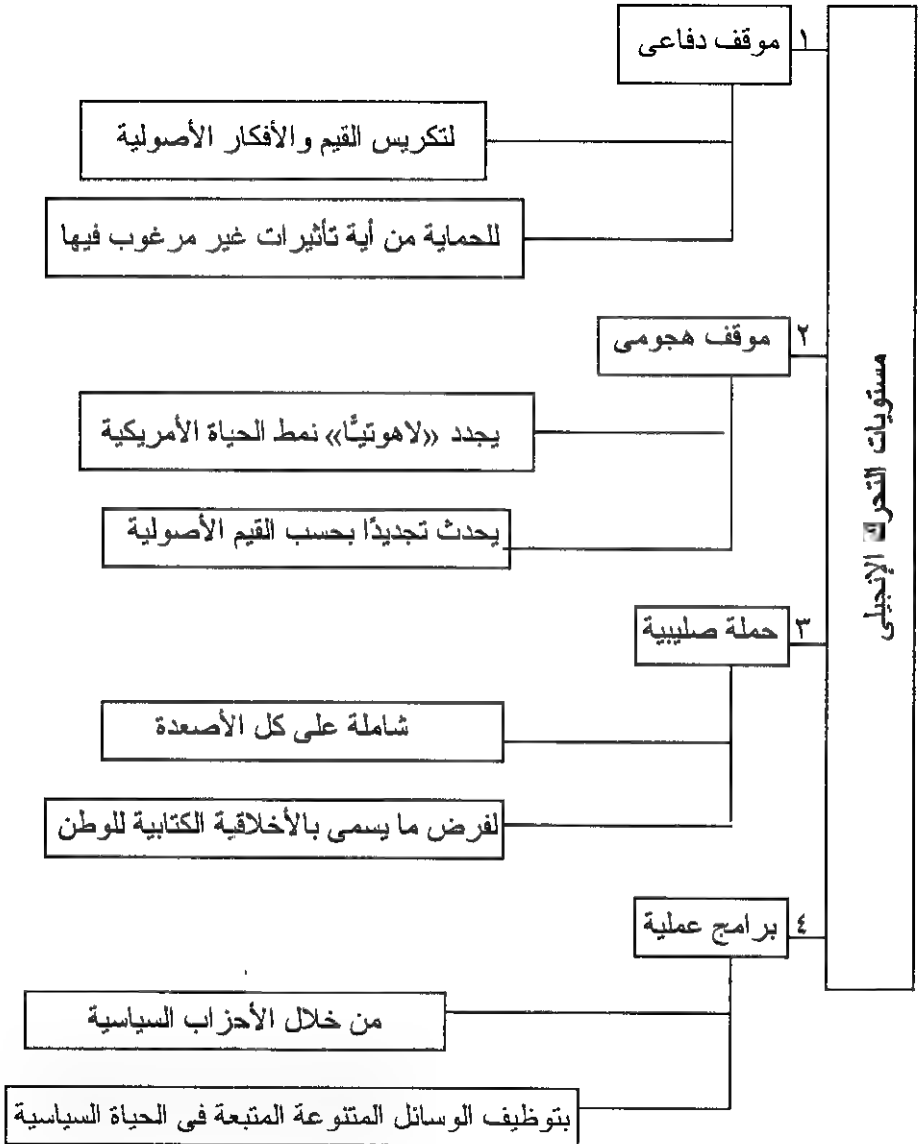 مستويات التحرك الإنجيلى
١ موقف دفاعى
لتكريس القيم والأفكار الأصولية
للحماية من أية تأثيرات غير مرغوب فيها
٢ موقف هجومى
يجدد «لاهوتيًّا» نمط الحياة الأمريكية
يحدث تجديدًا بحسب القيم الأصولية
٣ حملة صليبية
شاملة على كل الأصعدة
لفرض ما يسمى بالأخلاقية الكتابية للوطن
٤ برامج عملية
من خلال الأحزاب السياسية
بتوظيف الوسائل المتنوعة المتبعة فى الحياة السياسية